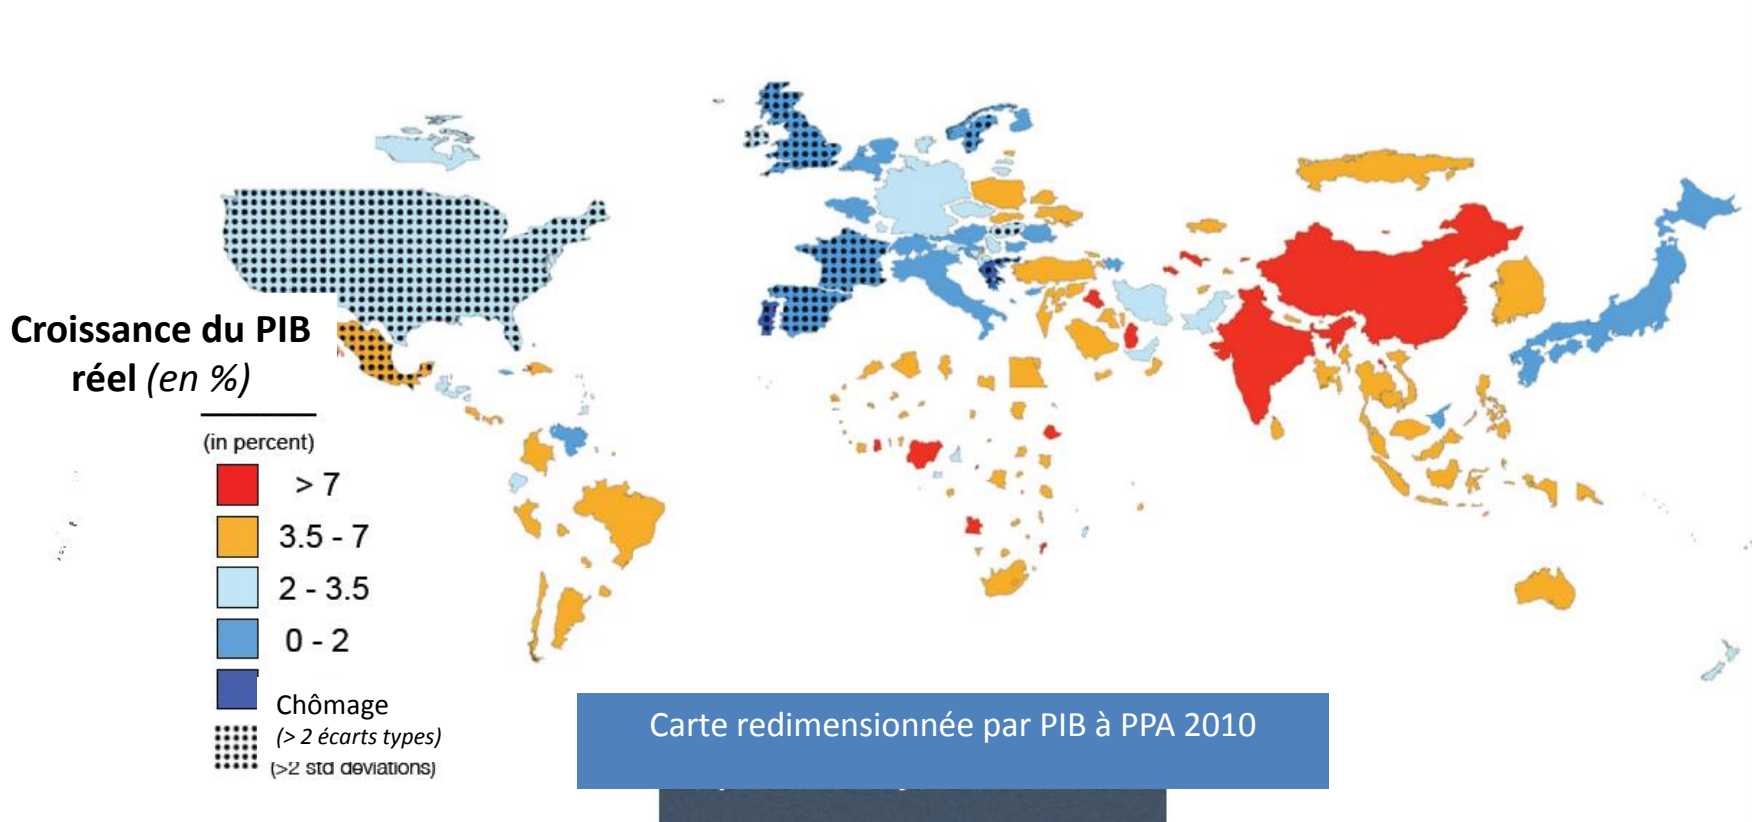 Croissance du PIB
réel (en %)
(in percent)
> 7
3.5 - 7
2 - 3.5
0 - 2
Chômage
(> 2 écarts types)
(>2 std deviations)
Carte redimensionnée par PIB à PPA 2010